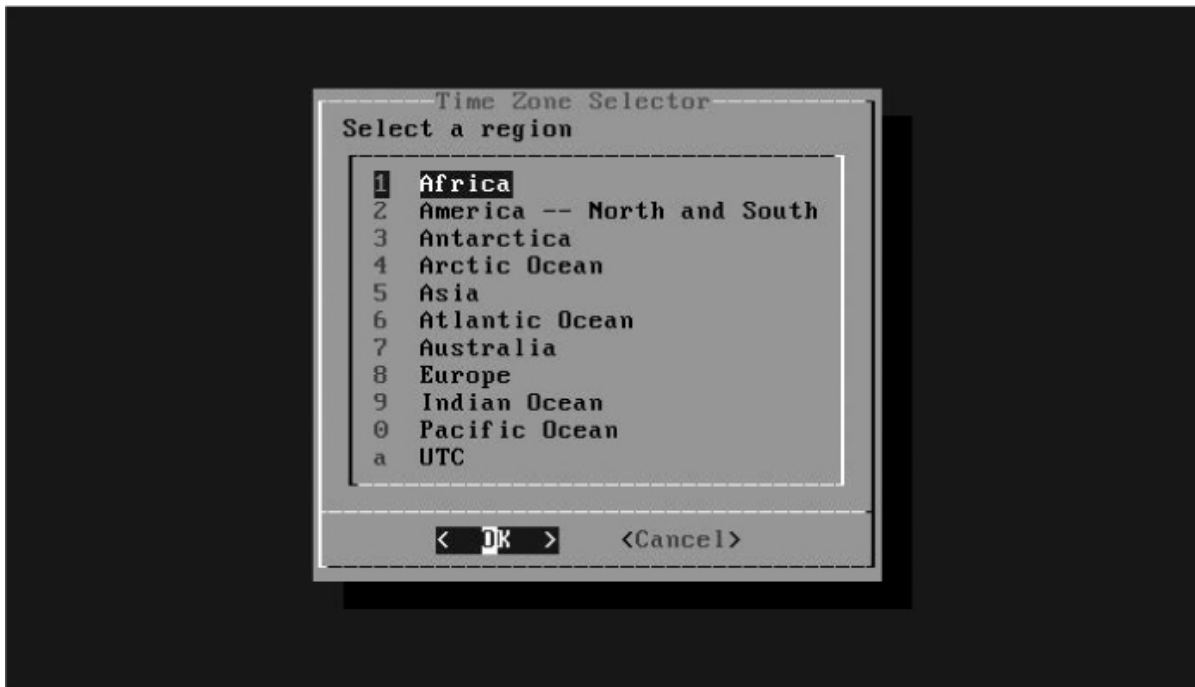 Time Zone Selector
Select a region
1 Africa
2 America -- North and South
3 Antarctica
4 Arctic Ocean
5 Asia
6 Atlantic Ocean
7 Australia
8 Europe
9 Indian Ocean
0 Pacific Ocean
a UTC
< OK > <Cancel>